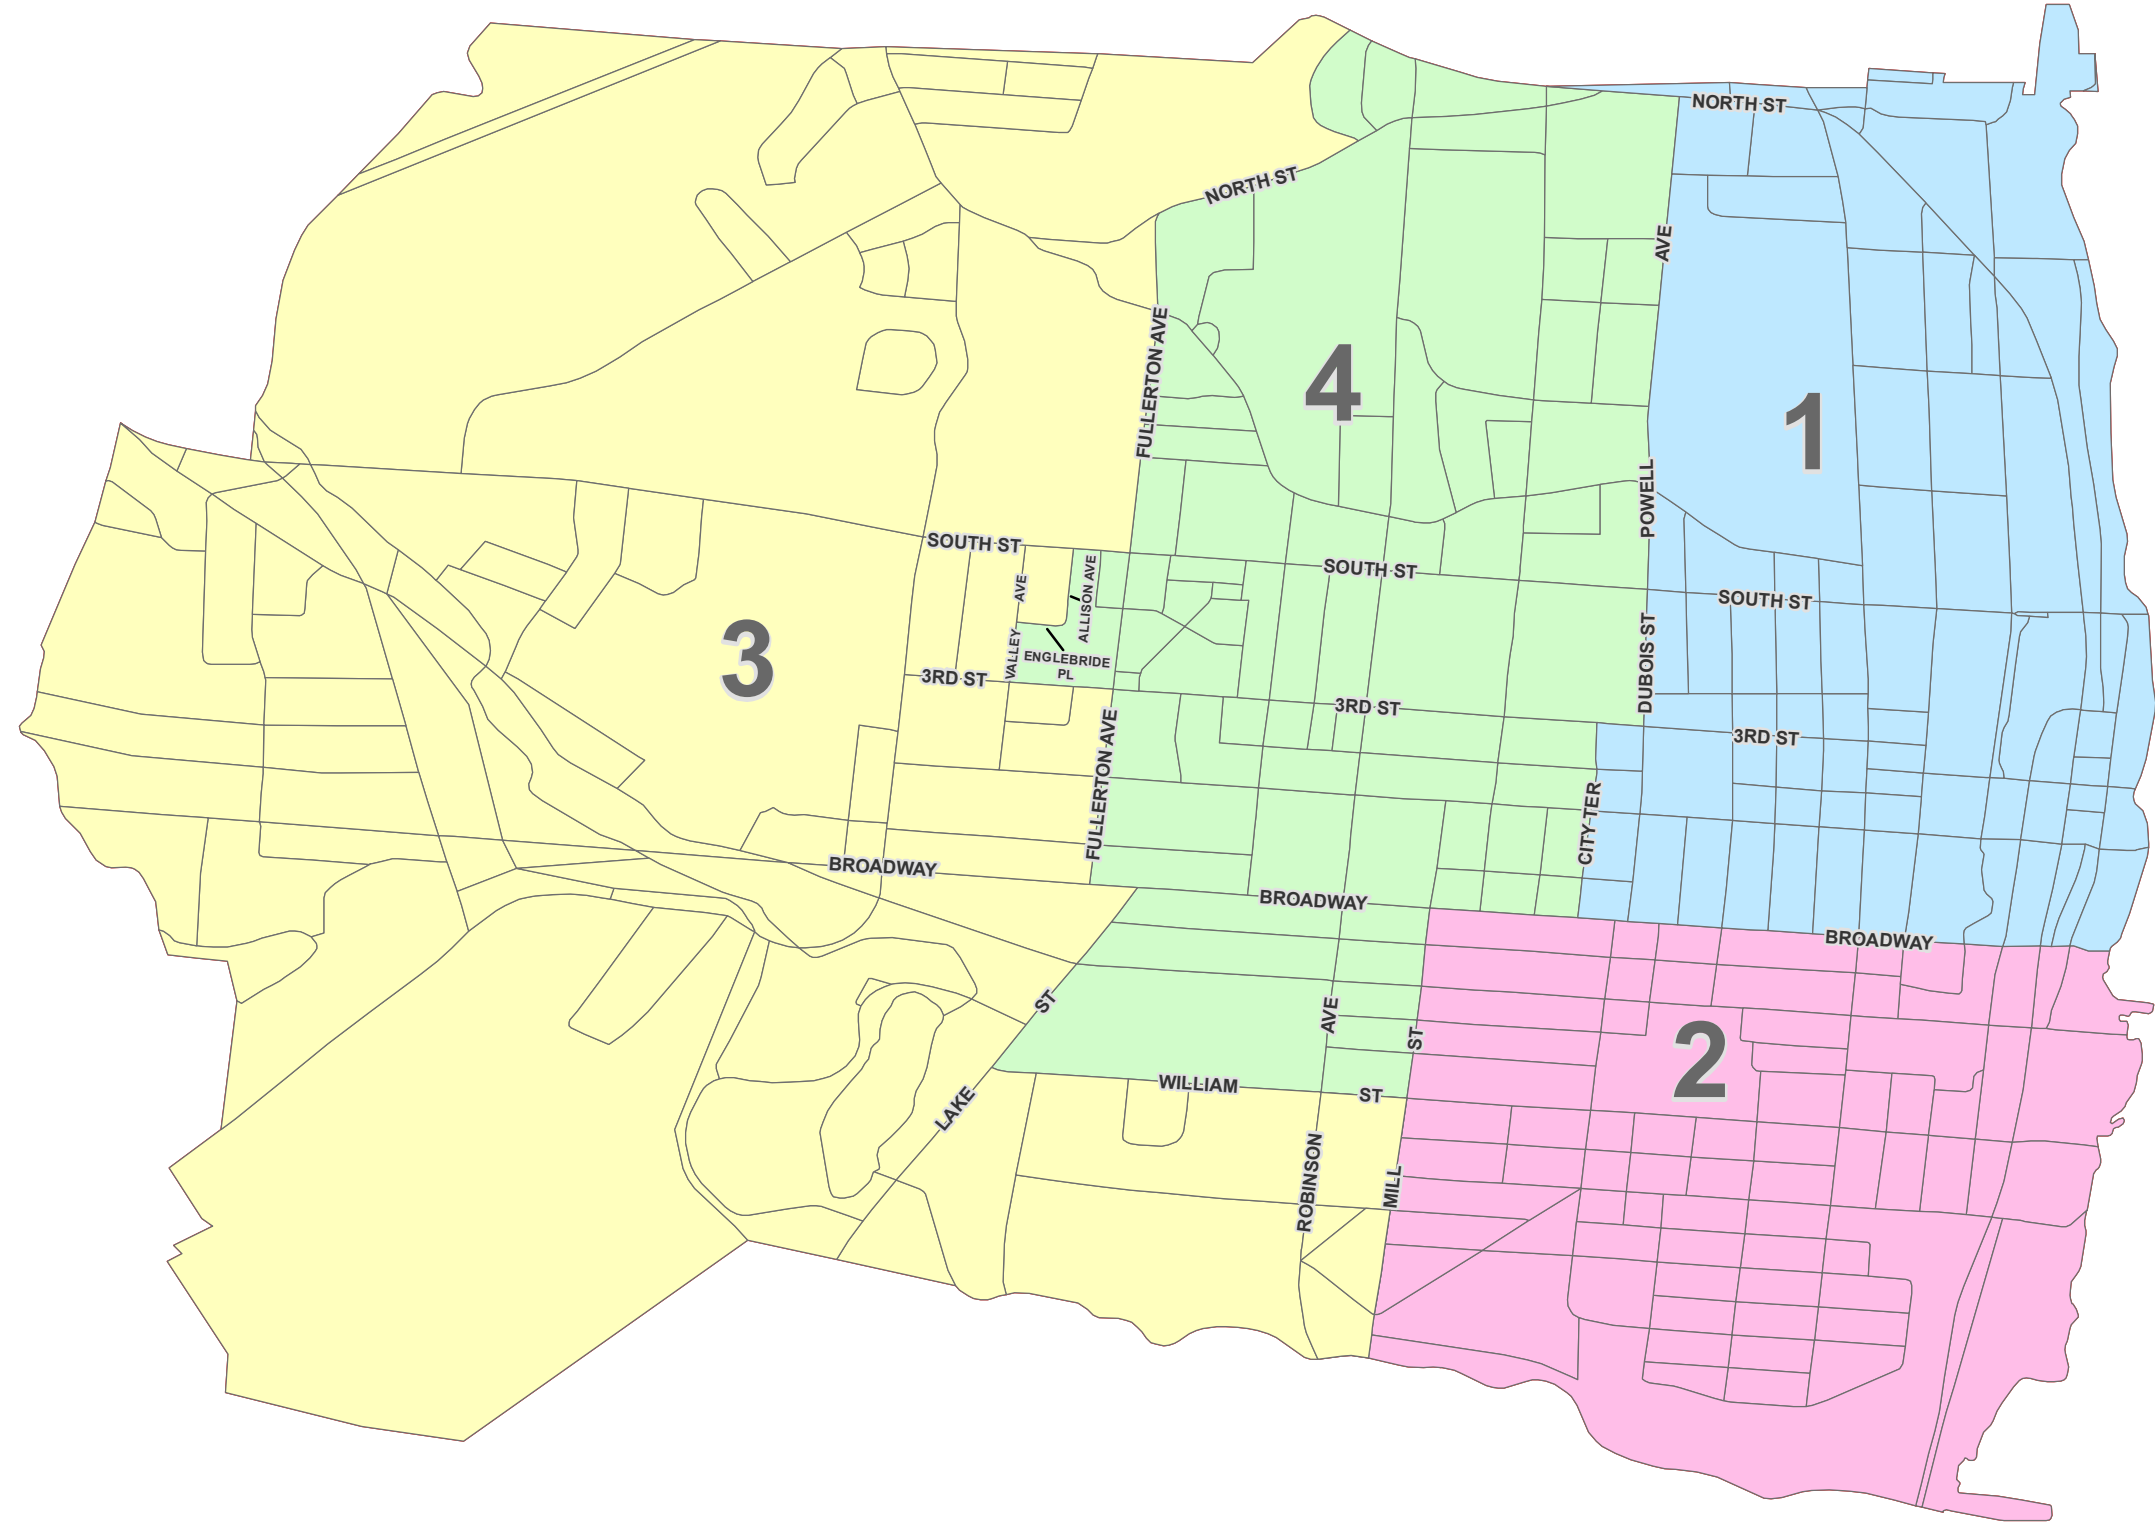 NORTH ST
NORTH ST
AVE
FULLERTON AVE
4
1
POWELL
SOUTH ST
SOUTH ST
SOUTH ST
AVE
ALLISON AVE
VALLEY
ENGLEBRIDE
PL
3
3RD ST
3RD ST
3RD ST
DUBOIS ST
FULLERTON AVE
CITY TER
BROADWAY
BROADWAY
BROADWAY
ST
AVE
ST
2
WILLIAM
ST
LAKE
ROBINSON
MILL